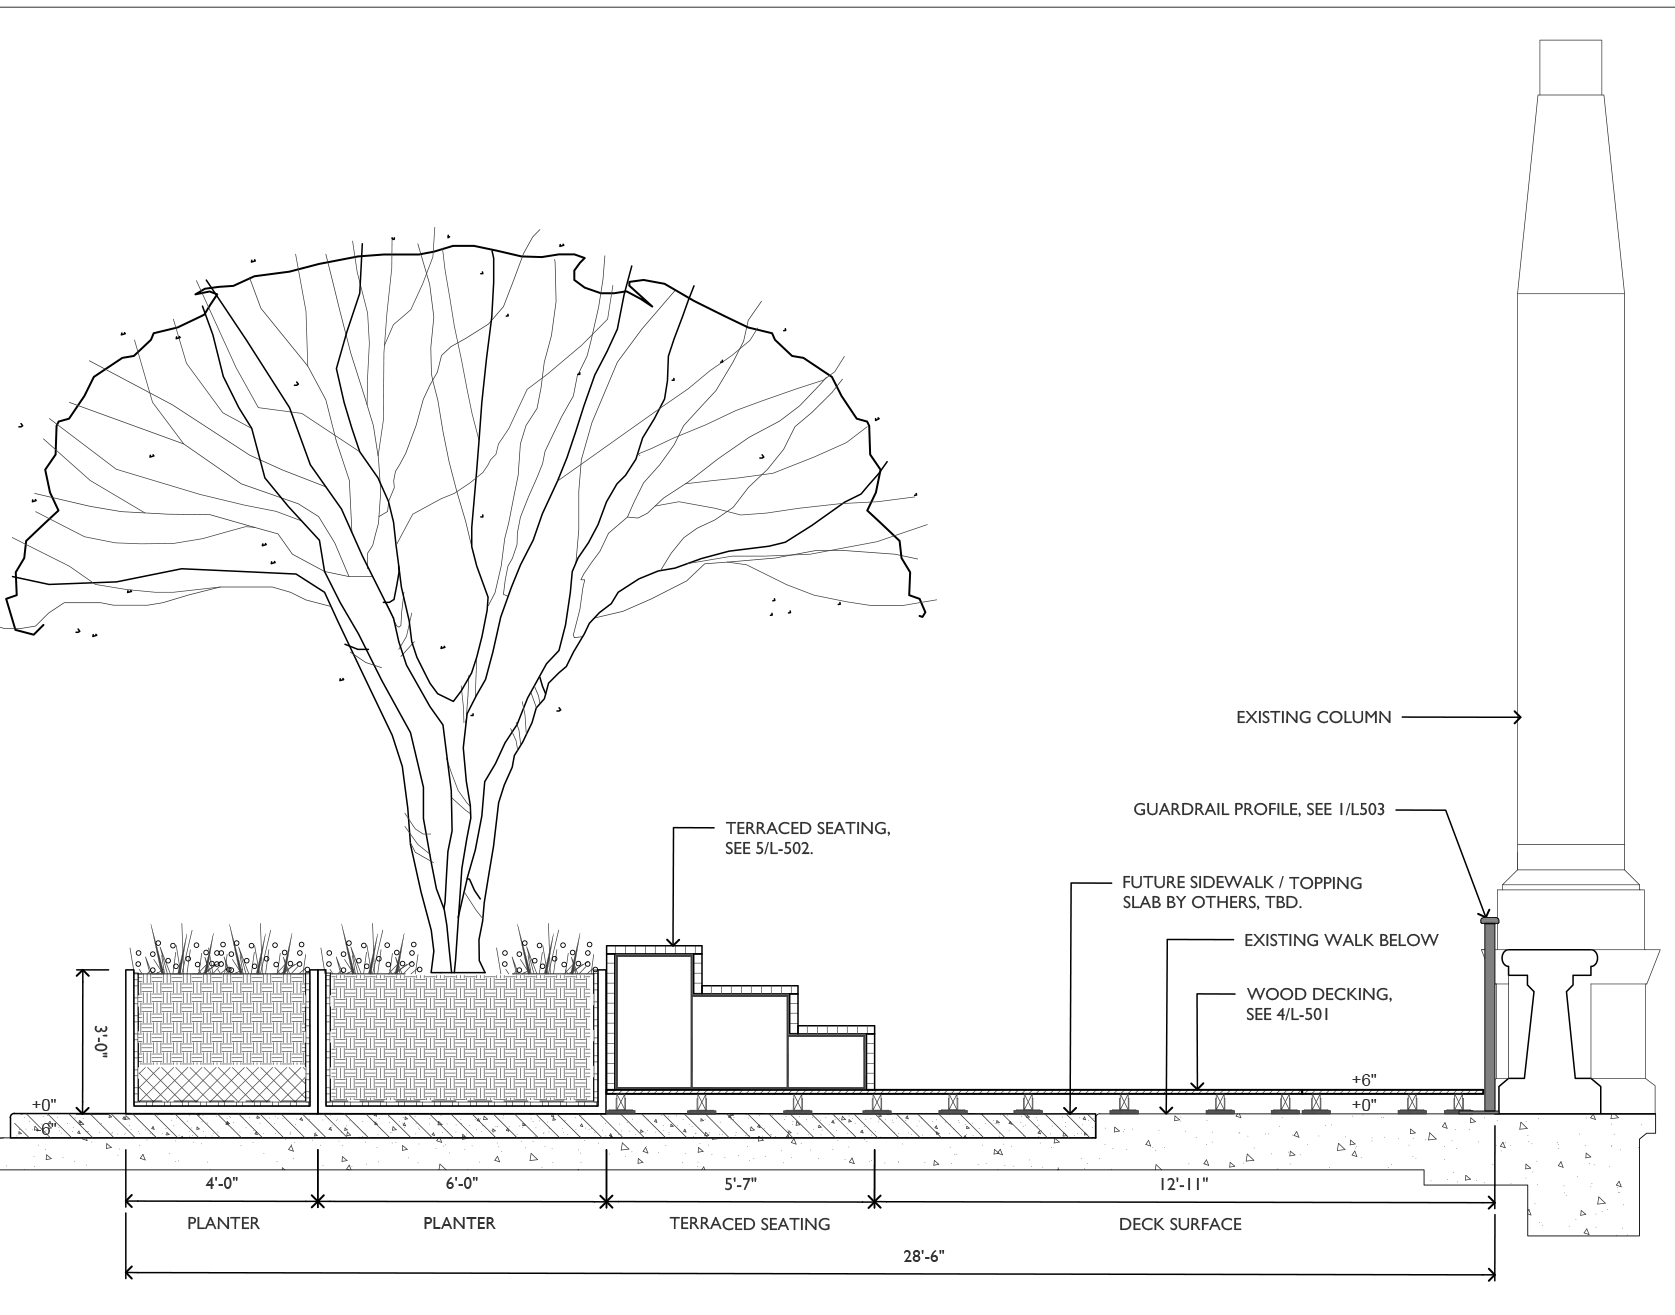 EXISTING COLUMN
GUARDRAIL PROFILE, SEE 1/L503
TERRACED SEATING,
SEE 5/L-502.
FUTURE SIDEWALK / TOPPING
SLAB BY OTHERS, TBD.
EXISTING WALK BELOW
WOOD DECKING,
SEE 4/L-501
3'-0"
+6"
+0"
+0"
-6"
4'-0"
6'-0"
5'-7"
12'-11"
PLANTER
PLANTER
TERRACED SEATING
DECK SURFACE
28'-6"